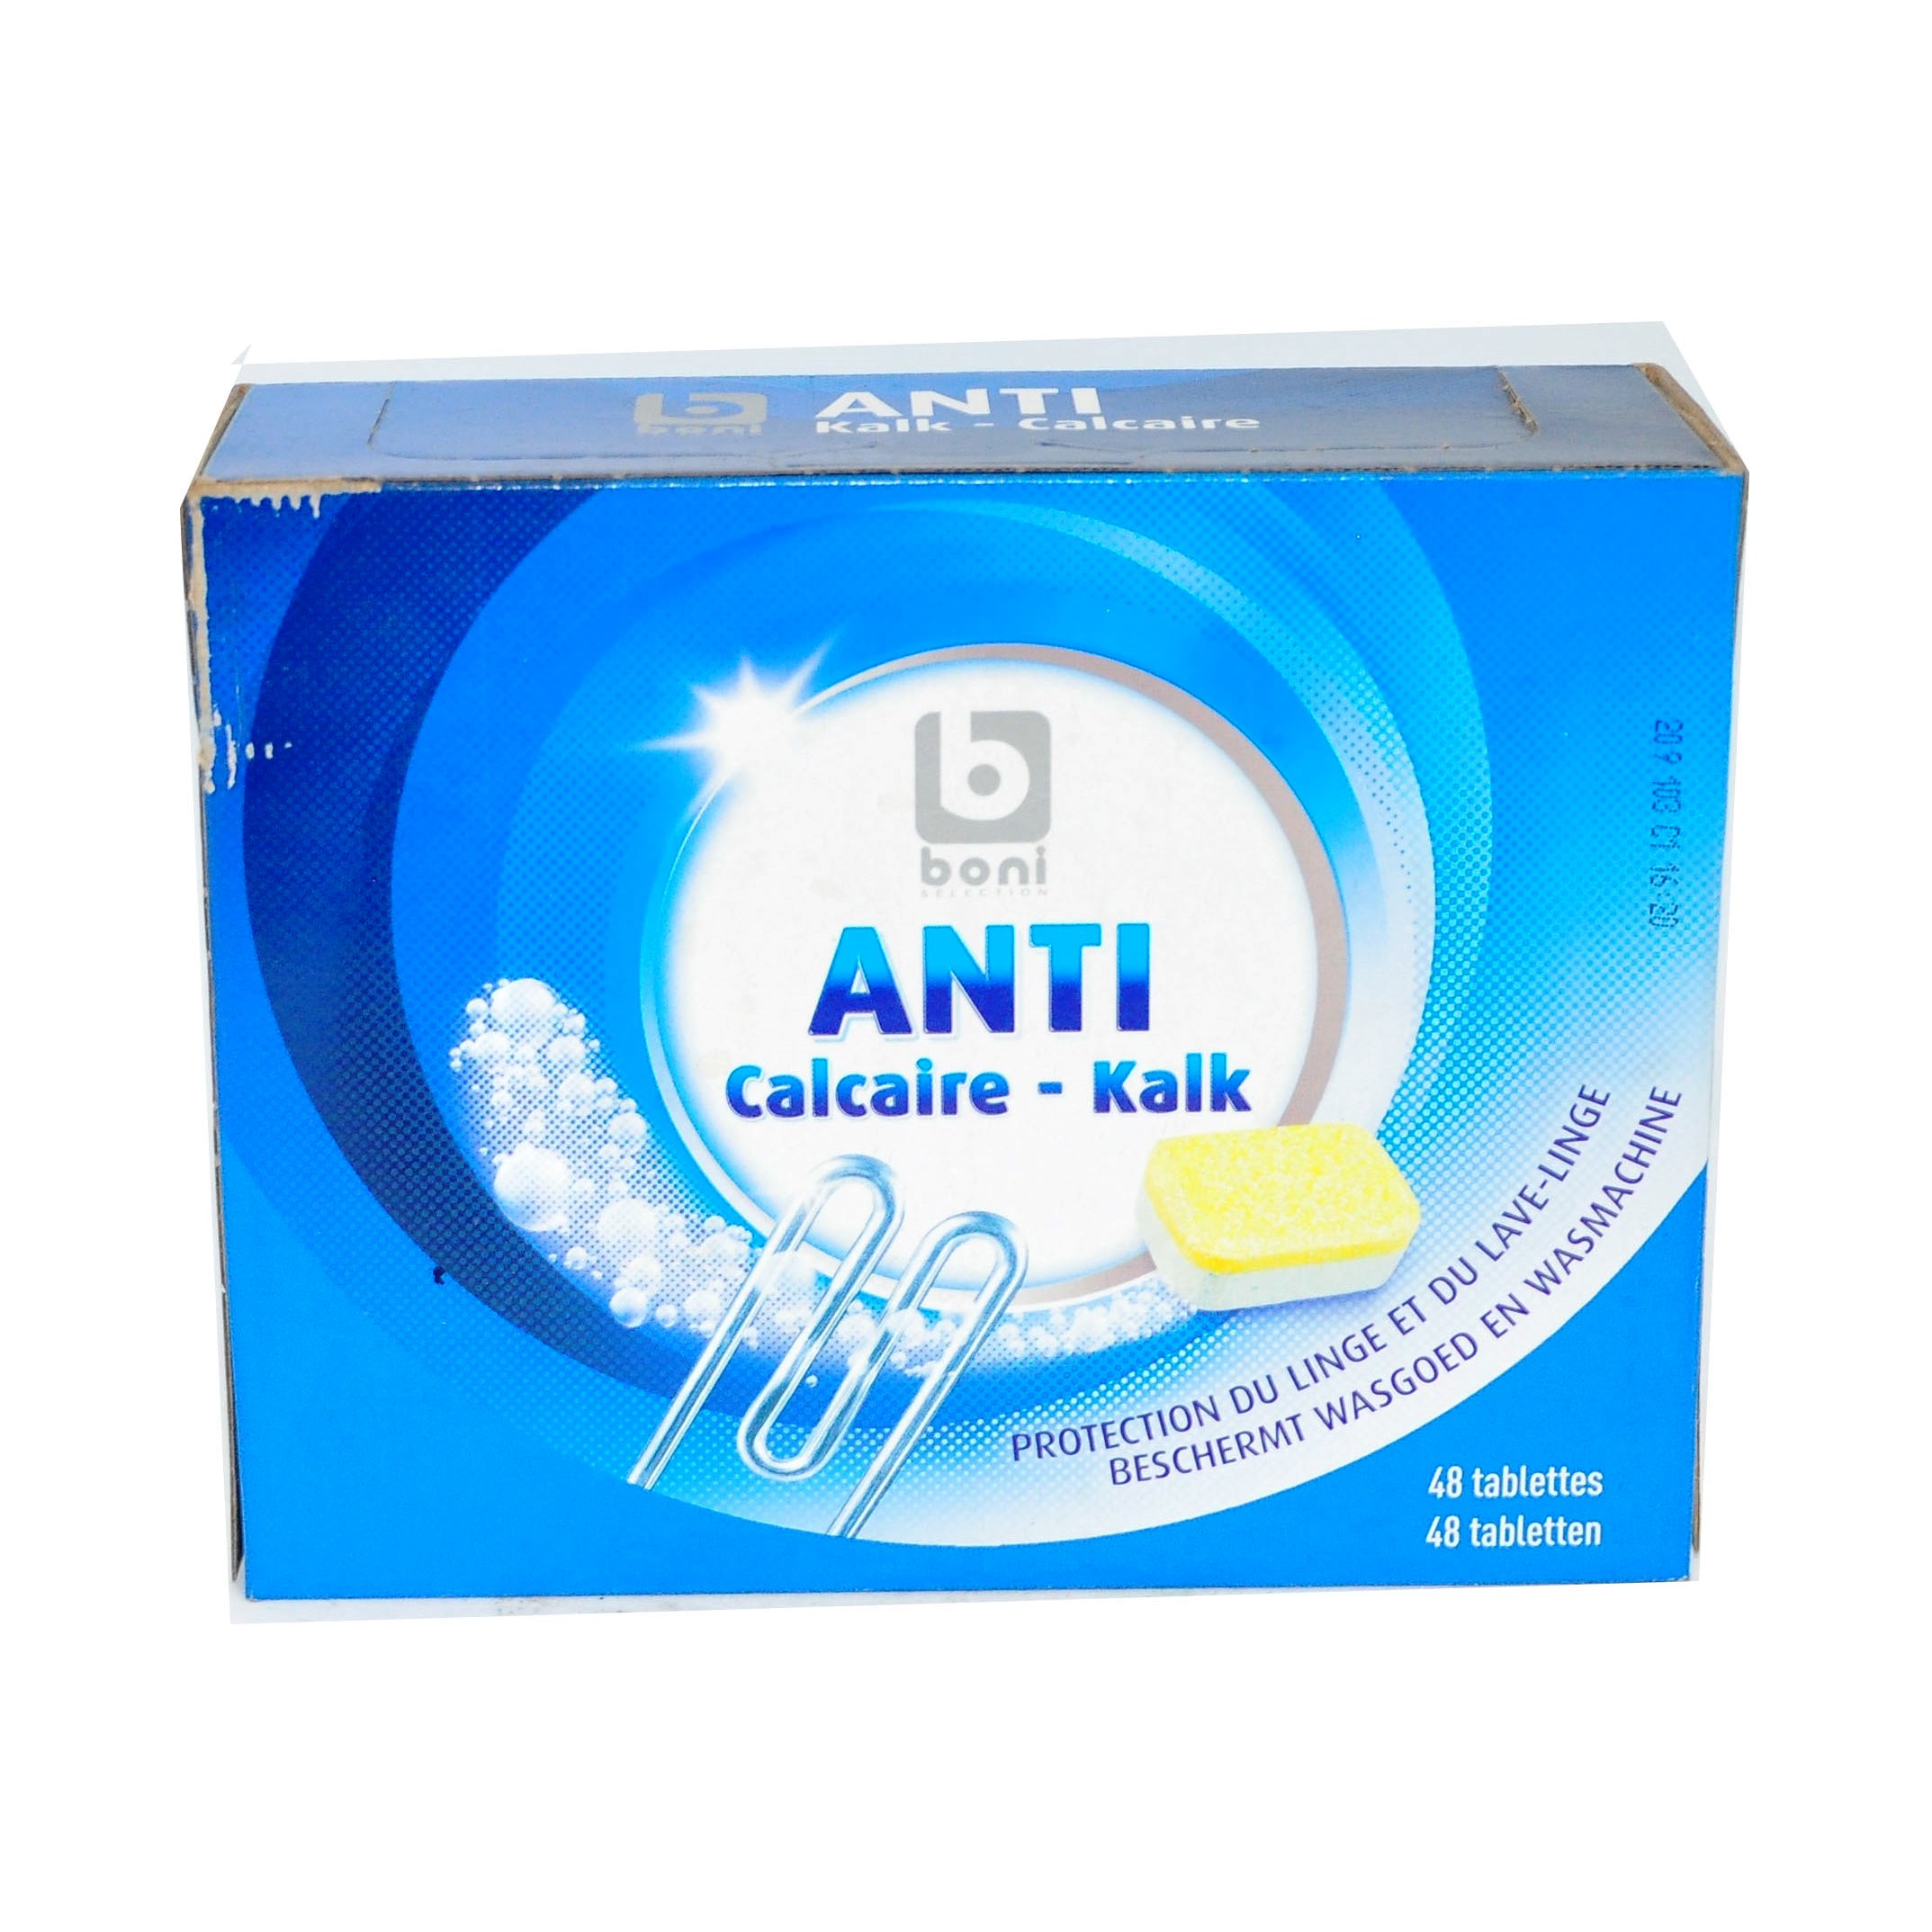 boni
ANTI
Kalk - Calcaire
boni
SELECTION
ANTI
Calcaire - Kalk
PROTECTION DU LINGE ET DU LAVE-LINGE
BESCHERMT WASGOED EN WASMACHINE
48 tablettes
48 tabletten